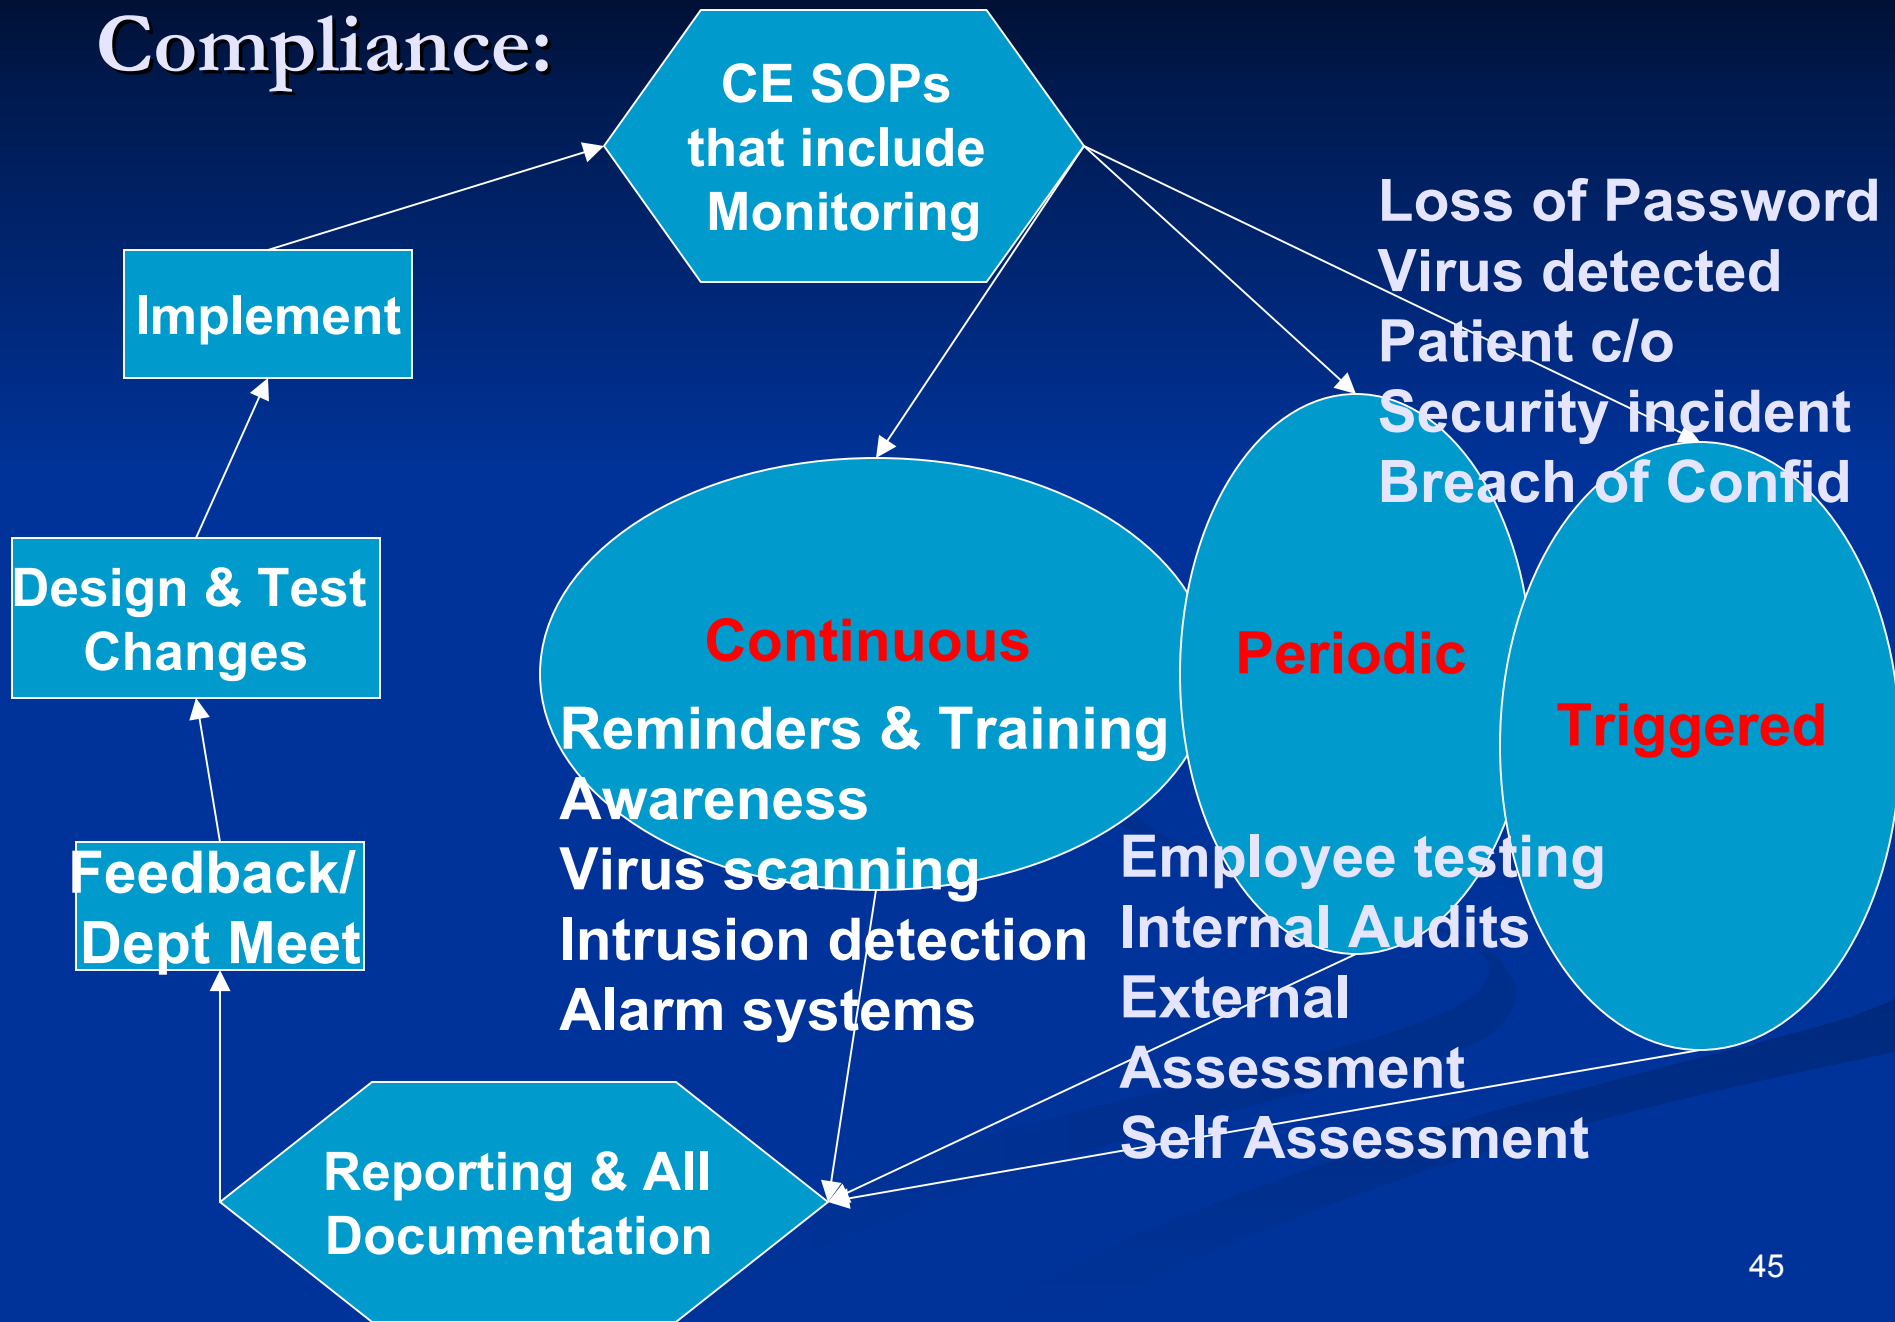 Compliance:
CE SOPs
that include
Monitoring
Loss of Password
Virus detected
Patient c/o
Security incident
Breach of Confid
Implement
Design & Test
Changes
Feedback/
Dept Meet
Continuous
Reminders & Training
Awareness
Virus scanning
Intrusion detection
Alarm systems
Periodic
Employee testing
Internal Audits
External
Assessment
Self Assessment
Triggered
Reporting & All
Documentation
45